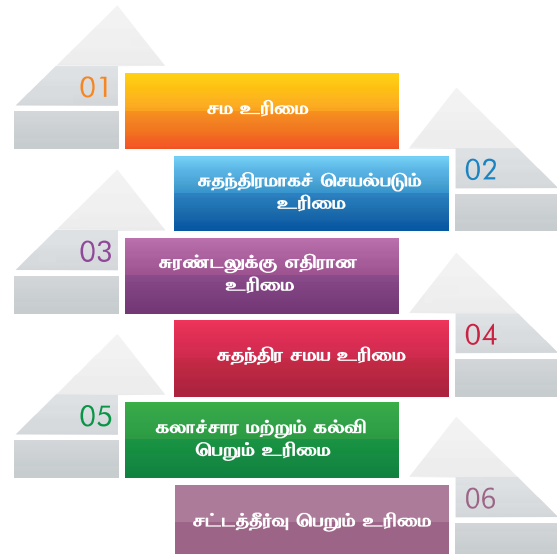 01
சம உரிமை
02
சுதந்திரமாகச் செயல்படும்
உரிமை
03
சுரண்டலுக்கு எதிரான
உரிமை
04
சுதந்திர சமய உரிமை
05
கலாச்சார மற்றும் கல்வி
பெறும் உரிமை
06
சட்டத்தீர்வு பெறும் உரிமை